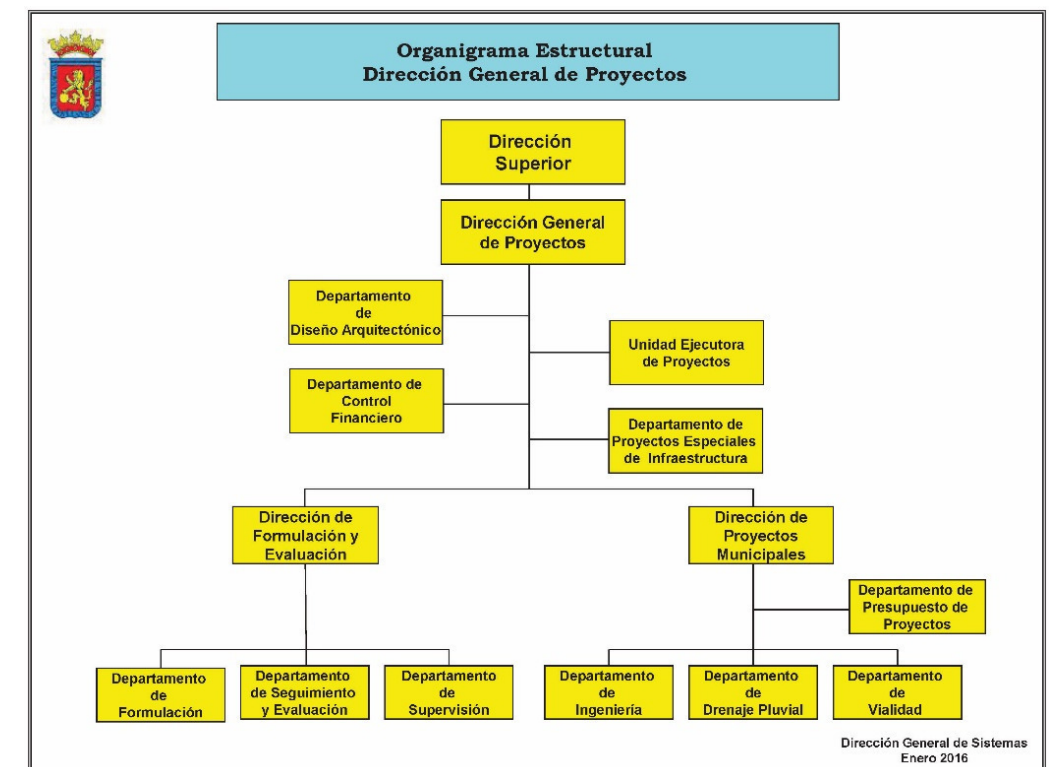 Organigrama Estructural
Dirección General de Proyectos
Dirección
Superior
Dirección General
de Proyectos
Departamento
de
Diseño Arquitectónico
Unidad Ejecutora
de Proyectos
Departamento de
Control
Financiero
Departamento de
Proyectos Especiales
de Infraestructura
Dirección de
Formulación y
Evaluación
Dirección de
Proyectos
Municipales
Departamento de
Presupuesto de
Proyectos
Departamento
de
Formulación
Departamento
de Seguimiento
y Evaluación
Departamento
de
Supervisión
Departamento
de
Ingeniería
Departamento
de
Drenaje Pluvial
Departamento
de
Vialidad
Dirección General de Sistemas
Enero 2016